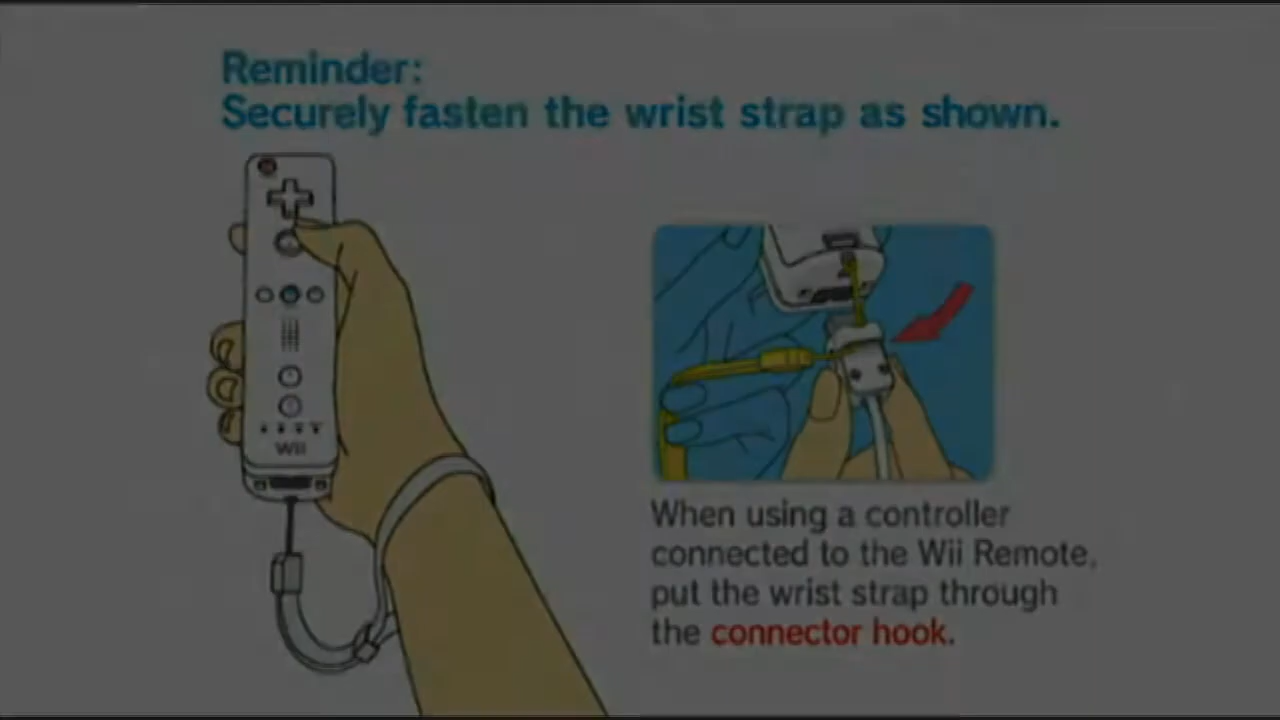 Reminder:
Securely fasten the wrist strap as shown.
Wii
When using a controller
connected to the Wii Remote,
put the wrist strap through
the connector hook.